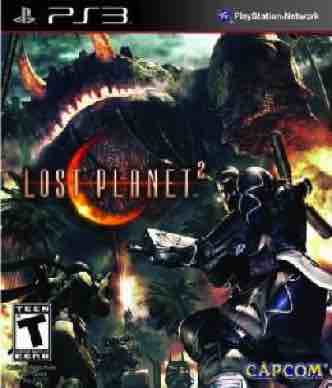 PS3
PlayStation Network
LOST PLANET 2
TEEN
T
ESRB
CAPCOM